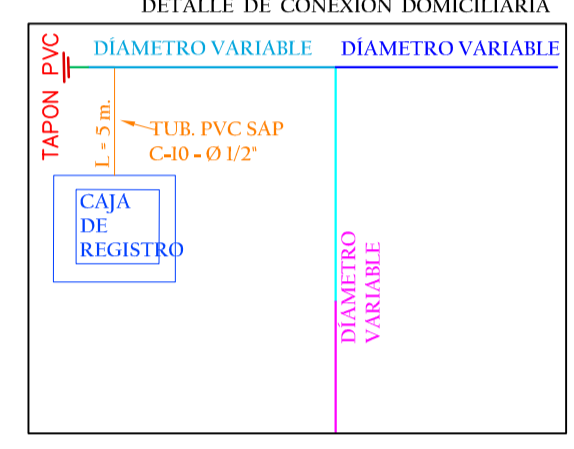 DETALLE DE CONEXION DOMICILIARIA
TAPON PVC
DÍAMETRO VARIABLE
DÍAMETRO VARIABLE
L = 5 m.
TUB. PVC SAP
C-10 - Ø 1/2"
CAJA
DE
REGISTRO
DÍAMETRO
VARIABLE